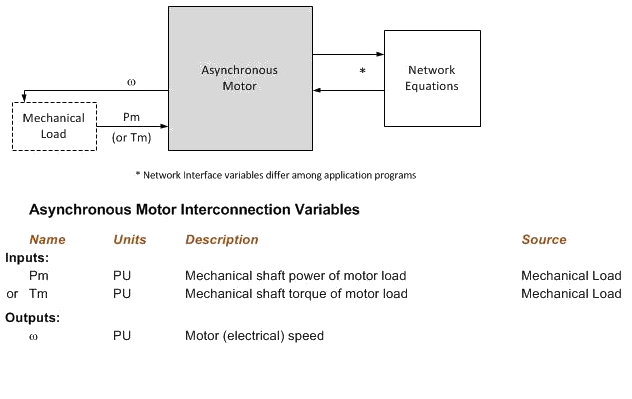 Asynchronous
Motor
Network
Equations
*
ω
Mechanical
Load
Pm
(or Tm)
* Network Interface variables differ among application programs
Asynchronous Motor Interconnection Variables
Name Units Description Source
Inputs:
Pm PU Mechanical shaft power of motor load Mechanical Load
or Tm PU Mechanical shaft torque of motor load Mechanical Load
Outputs:
ω PU Motor (electrical) speed